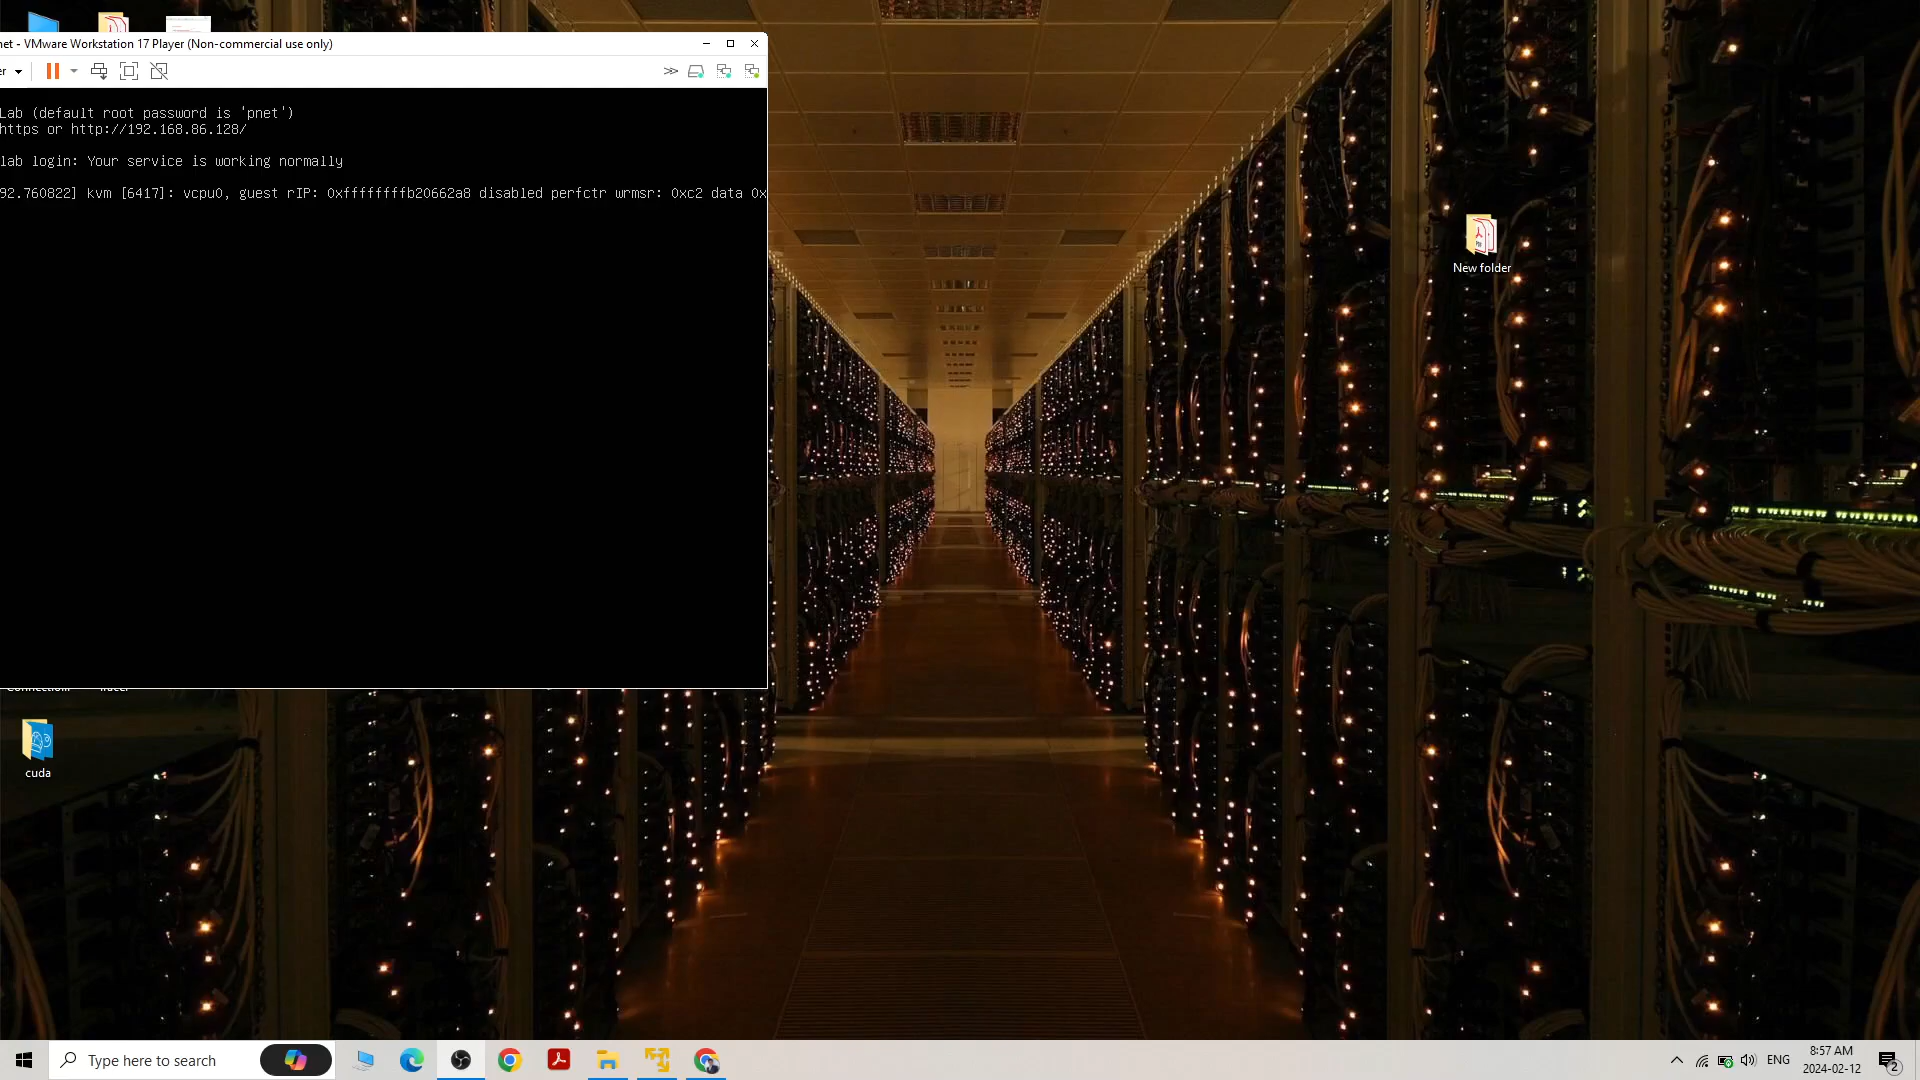 net - VMware Workstation 17 Player (Non-commercial use only)
er
Lab (default root password is 'pnet')
https or http://192.168.86.128/
lab login: Your service is working normally
92.760822] kvm [6417]: vcpu0, guest rIP: 0xffffffffb20662a8 disabled perfctr wrmsr: 0xc2 data 0x
New folder
cuda
Type here to search
ENG
8:57 AM
2024-02-12
2